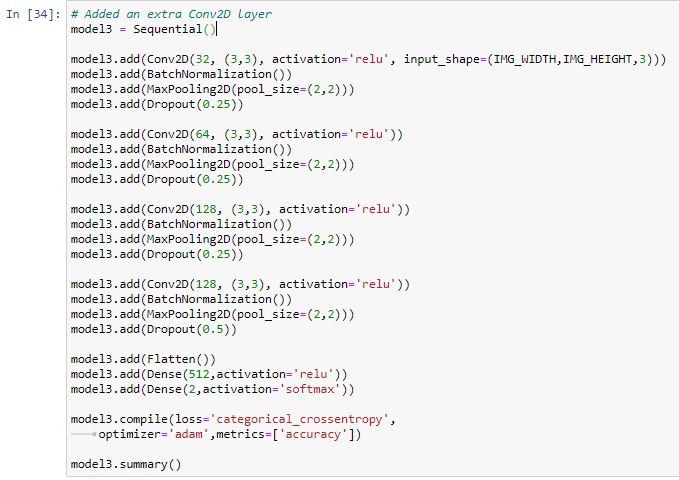 In [34]: # Added an extra Conv2D layer
model3 = Sequential()
model3.add(Conv2D(32, (3,3), activation='relu', input_shape=(IMG_WIDTH,IMG_HEIGHT,3)))
model3.add(BatchNormalization())
model3.add(MaxPooling2D(pool_size=(2,2)))
model3.add(Dropout(0.25))
model3.add(Conv2D(64, (3,3), activation='relu'))
model3.add(BatchNormalization())
model3.add(MaxPooling2D(pool_size=(2,2)))
model3.add(Dropout(0.25))
model3.add(Conv2D(128, (3,3), activation='relu'))
model3.add(BatchNormalization())
model3.add(MaxPooling2D(pool_size=(2,2)))
model3.add(Dropout(0.25))
model3.add(Conv2D(128, (3,3), activation='relu'))
model3.add(BatchNormalization())
model3.add(MaxPooling2D(pool_size=(2,2)))
model3.add(Dropout(0.5))
model3.add(Flatten())
model3.add(Dense(512,activation='relu'))
model3.add(Dense(2,activation='softmax'))
model3.compile(loss='categorical_crossentropy',
optimizer='adam',metrics=['accuracy'])
model3.summary()